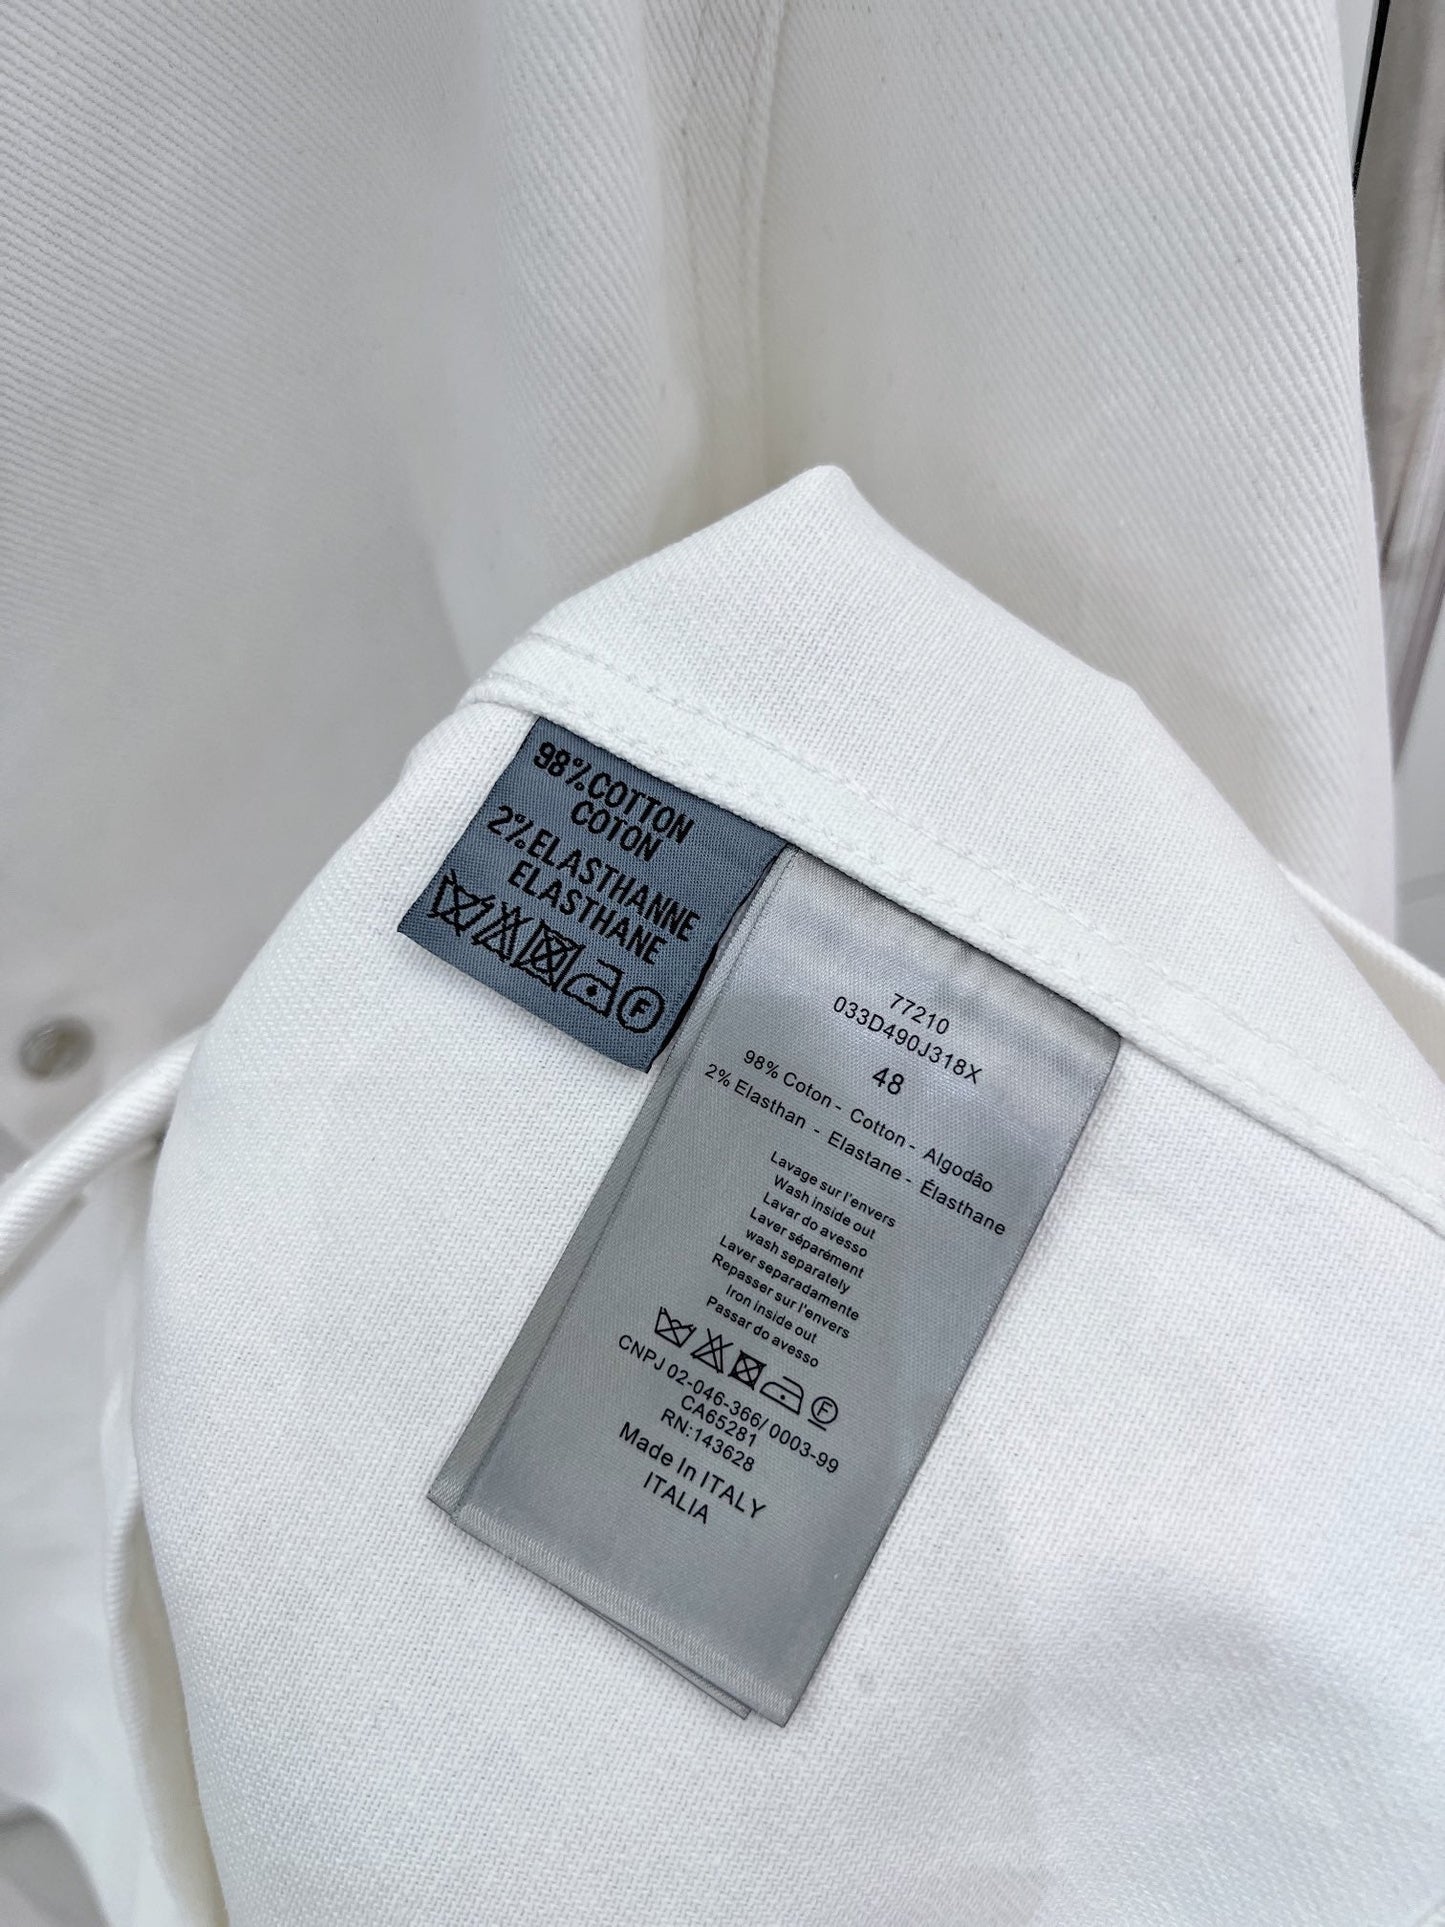 98%COTTON
COTON
2%ELASTHANNE
ELASTHANE
F
77210
033D490J318X
48
98% Coton - Cotton - Algodão
2% Elasthan - Elastane - Élasthane
Lavage sur l'envers
Wash inside out
Lavar do avesso
Laver séparément
wash separately
Laver separadamente
Repasser sur l'envers
Iron inside out
Passar do avesso
F
CNPJ 02-046-366/ 0003-99
CA65281
RN:143628
Made In ITALY
ITALIA